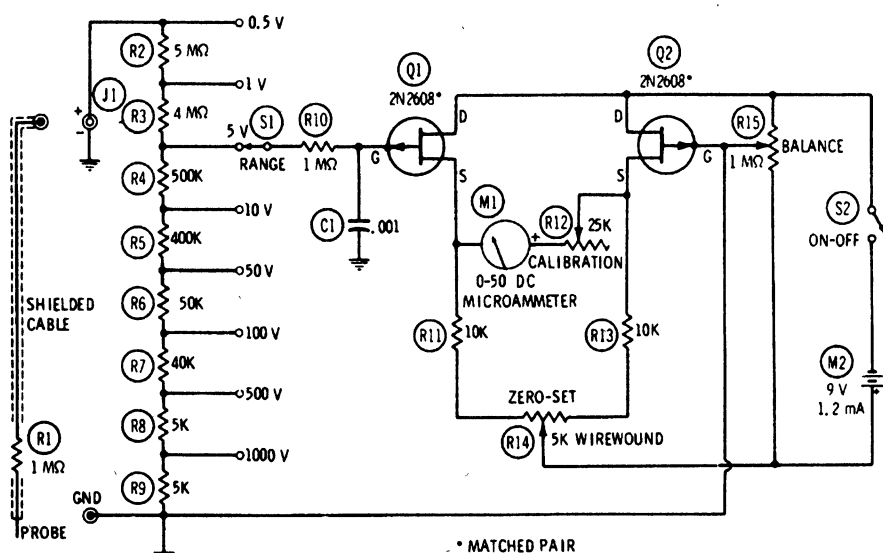 0.5 V
R2
5 MΩ
J1
+
-
1 V
R3
4 MΩ
5 V
S1
RANGE
R10
1 MΩ
R4
500K
10 V
R5
400K
50 V
R6
50K
100 V
R7
40K
500 V
R8
5K
1000 V
R9
5K
GND
SHIELDED
CABLE
R1
1 MΩ
PROBE
C1
.001
Q1
2N2608*
D
G
S
Q2
2N2608*
D
G
S
R15
1 MΩ
BALANCE
M1
+
0-50 DC
MICROAMMETER
R12
25K
CALIBRATION
R11
10K
R13
10K
ZERO-SET
R14
5K WIREWOUND
S2
ON-OFF
M2
9 V
+
1.2 mA
* MATCHED PAIR